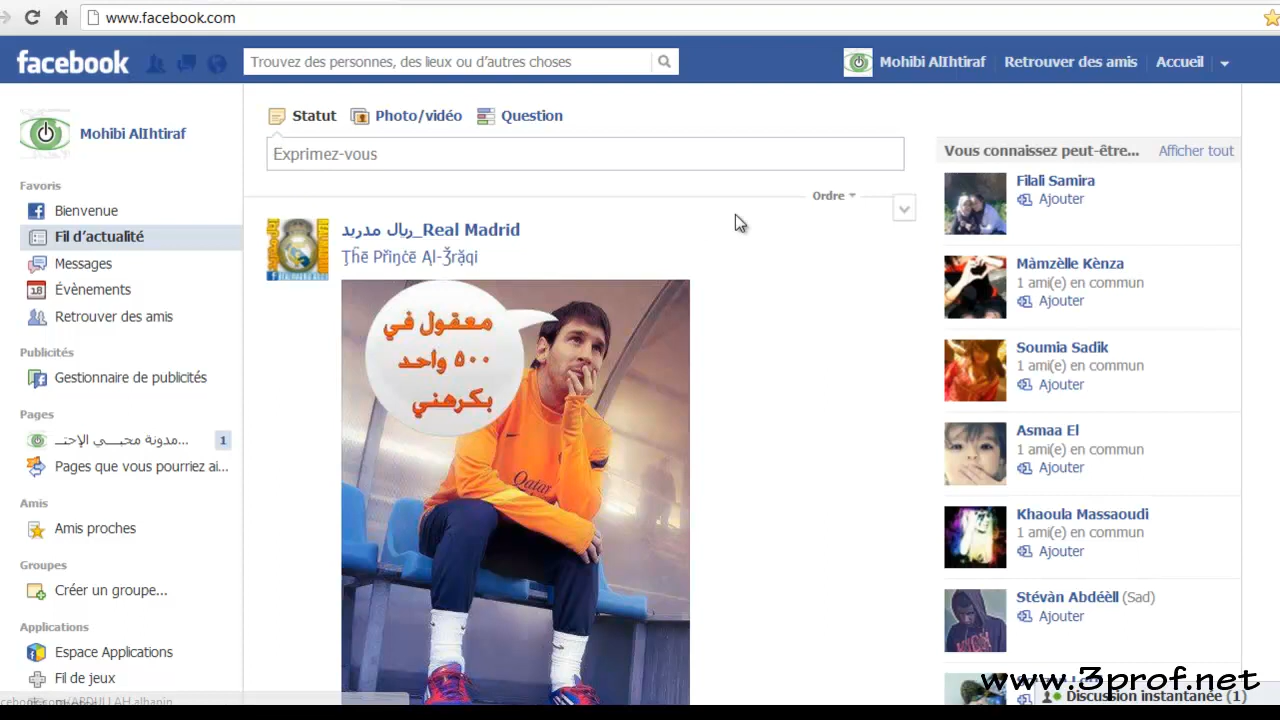 www.facebook.com
facebook
Trouvez des personnes, des lieux ou d'autres choses
Mohibi AlIhtiraf
Retrouver des amis
Accueil
Mohibi AlIhtiraf
Favoris
Bienvenue
Fil d'actualité
Messages
18
Évènements
Retrouver des amis
Publicités
Gestionnaire de publicités
Pages
مدونة محبـــي الإحتـ...
1
Pages que vous pourriez ai...
Amis
Amis proches
Groupes
Créer un groupe...
Applications
Espace Applications
Fil de jeux
Statut
Photo/vidéo
Question
Exprimez-vous
Ordre
ريال مدريد_Real Madrid
معقول في
٥٠٠ واحد
بكرهني
Qatar
Vous connaissez peut-être...
Afficher tout
Filali Samira
Ajouter
Màmzèlle Kènza
1 ami(e) en commun
Ajouter
Soumia Sadik
1 ami(e) en commun
Ajouter
Asmaa El
1 ami(e) en commun
Ajouter
Khaoula Massaoudi
1 ami(e) en commun
Ajouter
Stévàn Abdéèll (Sad)
Ajouter
www.3prof.net
Discussion instantanée (1)